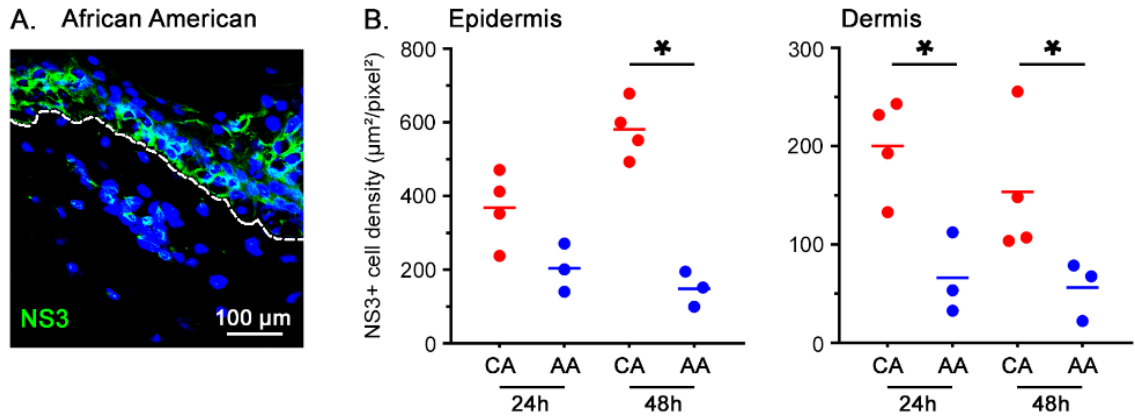 A. African American
NS3
100 µm
B. Epidermis
NS3+ cell density (µm²/pixel²)
800
600
400
200
0
*
CA AA CA AA
24h 48h
Dermis
300
200
100
0
* *
CA AA CA AA
24h 48h